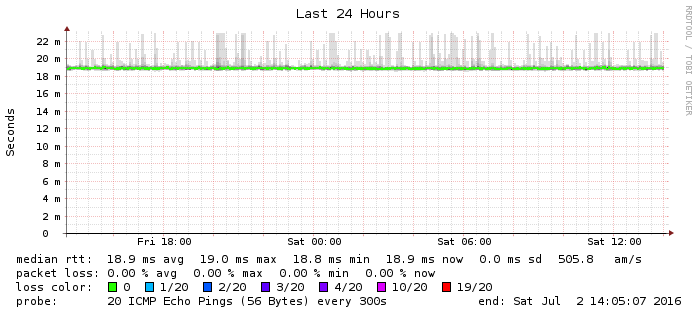 Last 24 Hours
RRDTOOL / TOBI OETIKER
Seconds
22 m
20 m
18 m
16 m
14 m
12 m
10 m
8 m
6 m
4 m
2 m
0
Fri 18:00 Sat 00:00 Sat 06:00 Sat 12:00
median rtt: 18.9 ms avg 19.0 ms max 18.8 ms min 18.9 ms now 0.0 ms sd 505.8 am/s
packet loss: 0.00 % avg 0.00 % max 0.00 % min 0.00 % now
loss color: 0 1/20 2/20 3/20 4/20 10/20 19/20
probe: 20 ICMP Echo Pings (56 Bytes) every 300s end: Sat Jul 2 14:05:07 2016